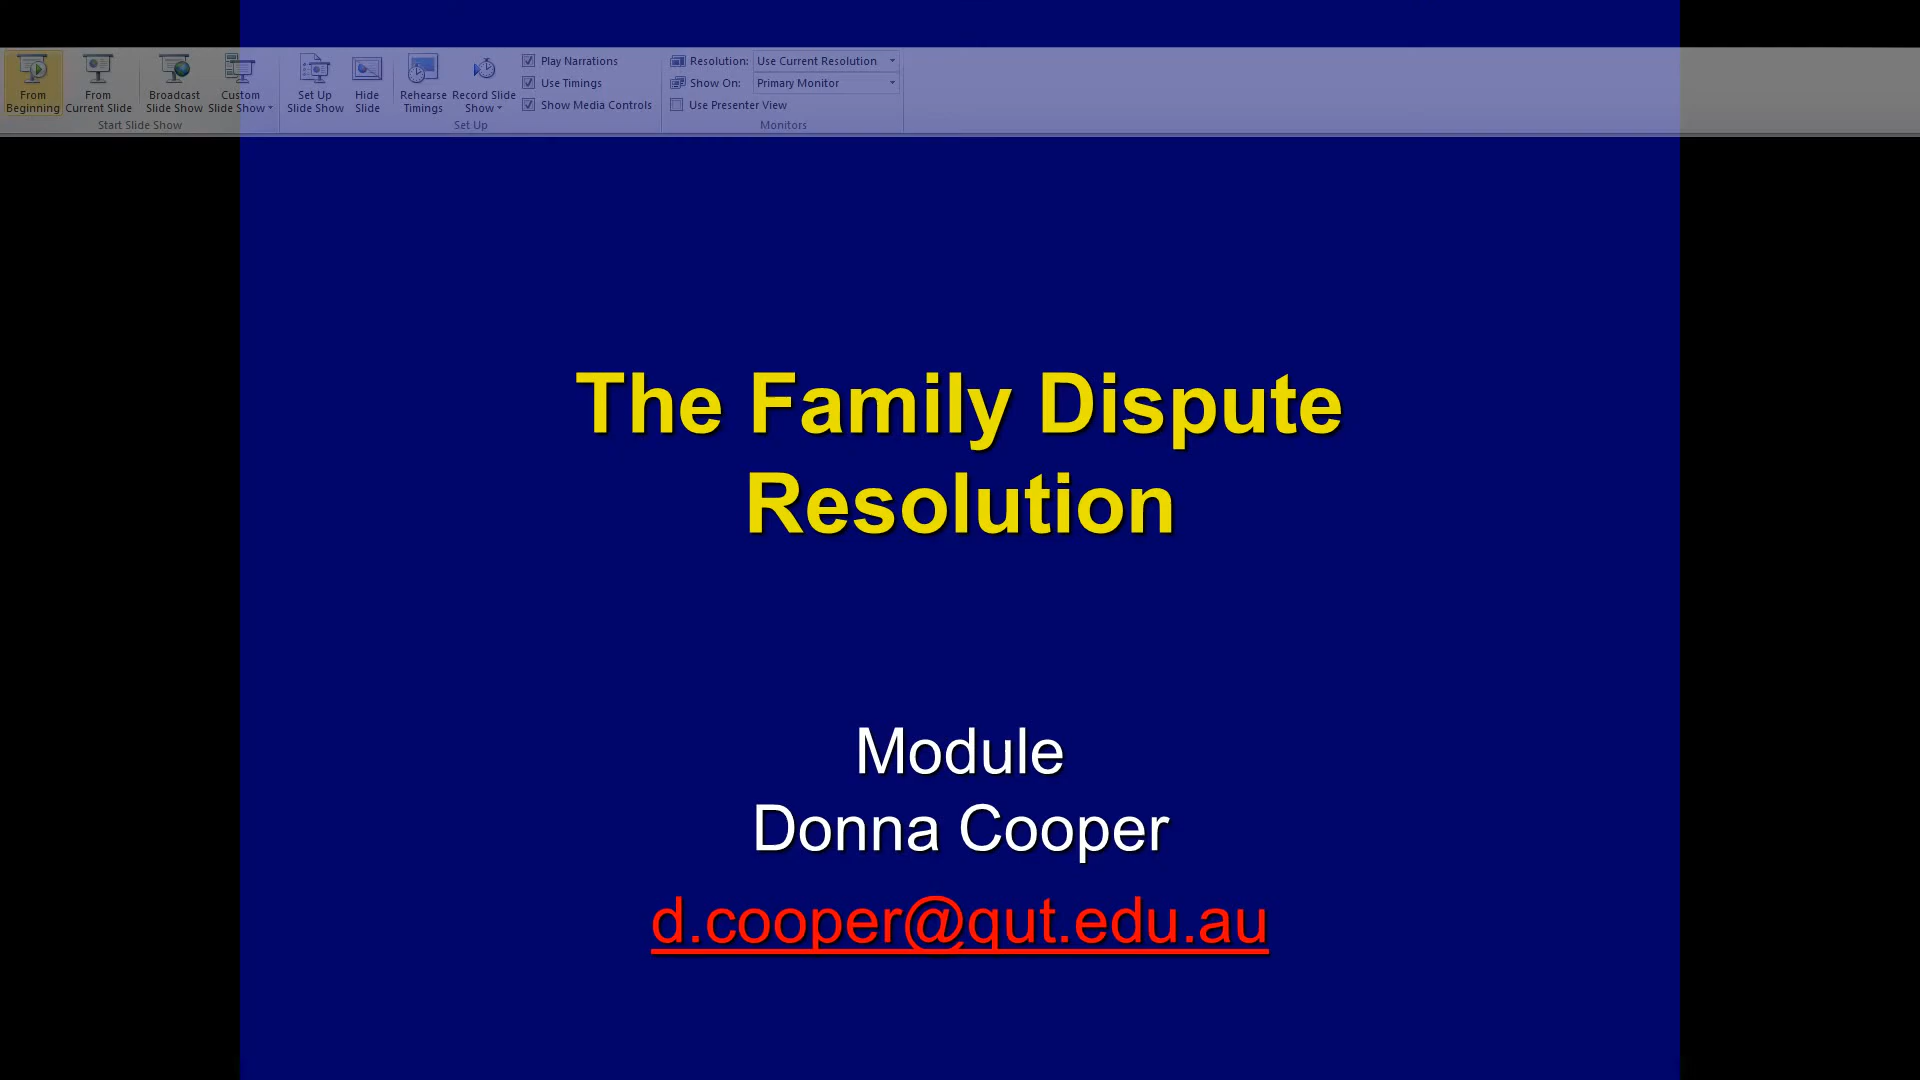 From Beginning
From Current Slide
Broadcast Slide Show
Custom Slide Show
Start Slide Show
Set Up Slide Show
Hide Slide
Rehearse Timings
Record Slide Show
Play Narrations
Use Timings
Show Media Controls
Set Up
Resolution: Use Current Resolution
Show On: Primary Monitor
Use Presenter View
Monitors
The Family Dispute
Resolution
Module
Donna Cooper
d.cooper@qut.edu.au